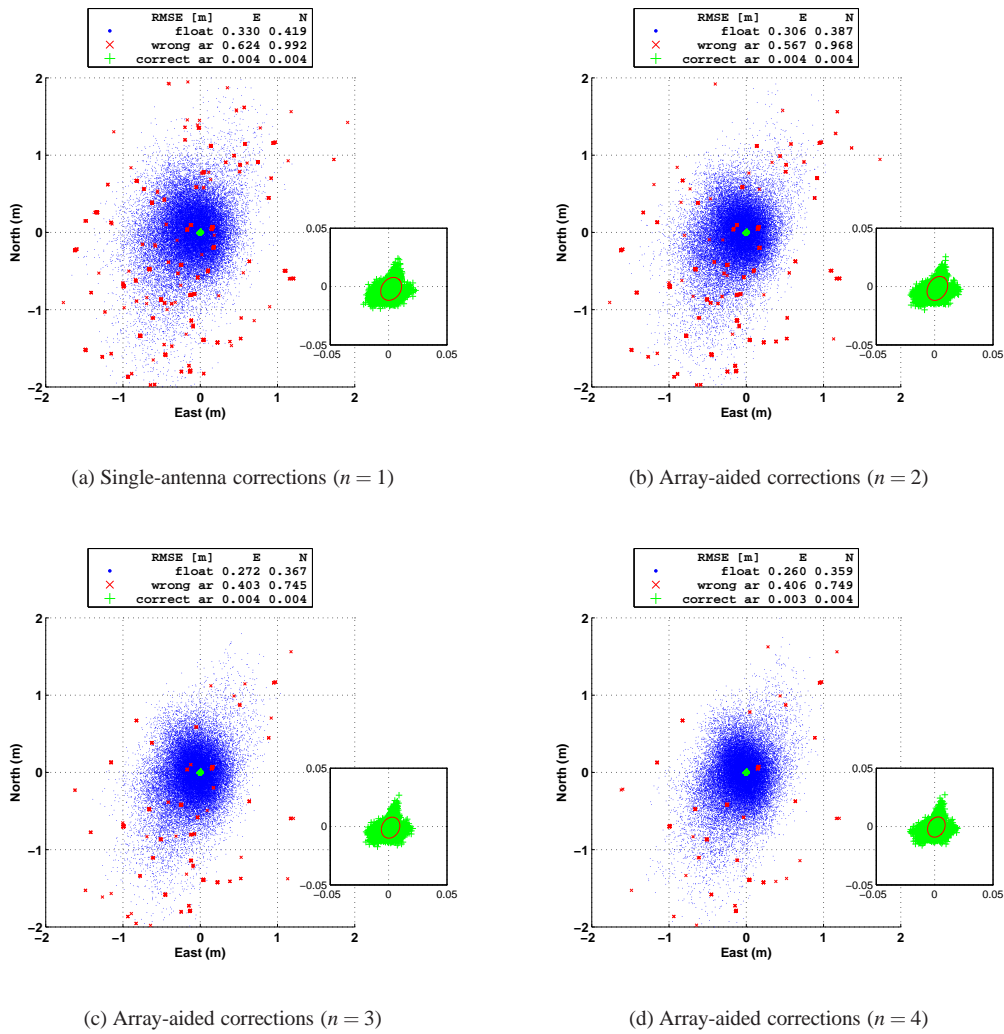 RMSE [m] E N
float 0.330 0.419
wrong ar 0.624 0.992
correct ar 0.004 0.004
2
1
0
−1
−2
−2 −1 0 1 2
North (m)
East (m)
0.05
0
−0.05
−0.05 0 0.05
(a) Single-antenna corrections (n = 1)
RMSE [m] E N
float 0.306 0.387
wrong ar 0.567 0.968
correct ar 0.004 0.004
2
1
0
−1
−2
−2 −1 0 1 2
North (m)
East (m)
0.05
0
−0.05
−0.05 0 0.05
(b) Array-aided corrections (n = 2)
RMSE [m] E N
float 0.272 0.367
wrong ar 0.403 0.745
correct ar 0.004 0.004
2
1
0
−1
−2
−2 −1 0 1 2
North (m)
East (m)
0.05
0
−0.05
−0.05 0 0.05
(c) Array-aided corrections (n = 3)
RMSE [m] E N
float 0.260 0.359
wrong ar 0.406 0.749
correct ar 0.003 0.004
2
1
0
−1
−2
−2 −1 0 1 2
North (m)
East (m)
0.05
0
−0.05
−0.05 0 0.05
(d) Array-aided corrections (n = 4)